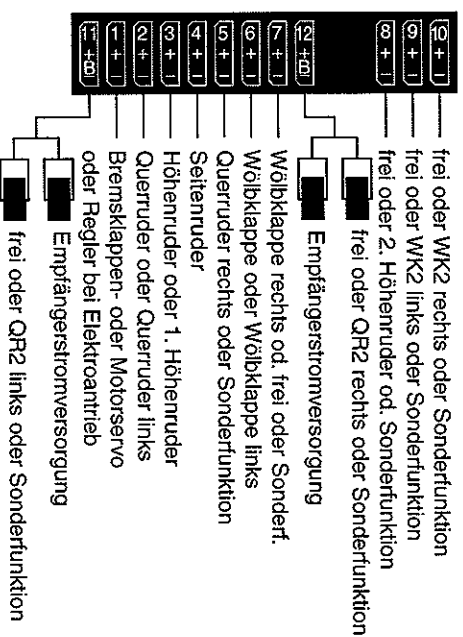 10 + – frei oder WK2 rechts oder Sonderfunktion
9 + – frei oder WK2 links oder Sonderfunktion
8 + – frei oder 2. Höhenruder od. Sonderfunktion
frei oder QR2 rechts oder Sonderfunktion
12 + B Empfängerstromversorgung
7 + – Wölbklappe rechts od. frei oder Sonderf.
6 + – Wölbklappe oder Wölbklappe links
5 + – Querruder rechts oder Sonderfunktion
4 + – Seitenruder
3 + – Höhenruder oder 1. Höhenruder
2 + – Querruder oder Querruder links
1 + – Bremsklappen- oder Motorservo
oder Regler bei Elektroantrieb
11 + B Empfängerstromversorgung
frei oder QR2 links oder Sonderfunktion